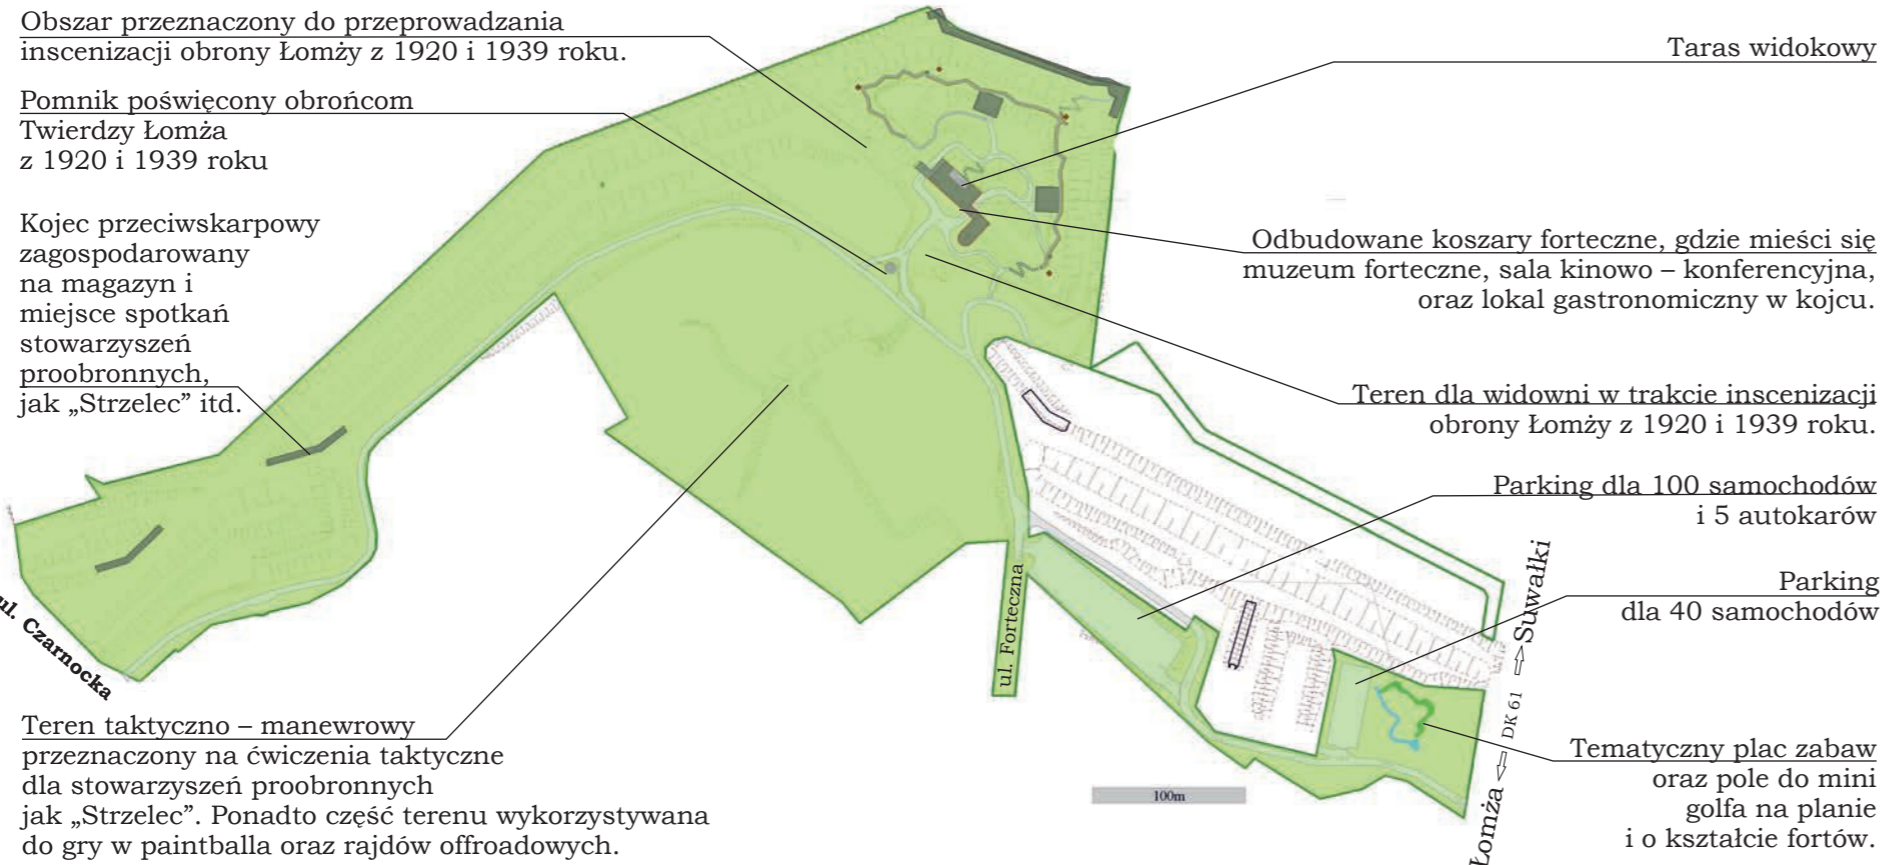 Obszar przeznaczony do przeprowadzania
inscenizacji obrony Łomży z 1920 i 1939 roku.
Pomnik poświęcony obrońcom
Twierdzy Łomża
z 1920 i 1939 roku
Kojec przeciwskarpowy
zagospodarowany
na magazyn i
miejsce spotkań
stowarzyszeń
proobronnych,
jak „Strzelec” itd.
ul. Czarnocka
Teren taktyczno – manewrowy
przeznaczony na ćwiczenia taktyczne
dla stowarzyszeń proobronnych
jak „Strzelec”. Ponadto część terenu wykorzystywana
do gry w paintballa oraz rajdów offroadowych.
Taras widokowy
Odbudowane koszary forteczne, gdzie mieści się
muzeum forteczne, sala kinowo – konferencyjna,
oraz lokal gastronomiczny w kojcu.
Teren dla widowni w trakcie inscenizacji
obrony Łomży z 1920 i 1939 roku.
Parking dla 100 samochodów
i 5 autokarów
Parking
dla 40 samochodów
Tematyczny plac zabaw
oraz pole do mini
golfa na planie
i o kształcie fortów.
ul. Forteczna
100m
Łomża ⇐ DK 61 ⇒ Suwałki